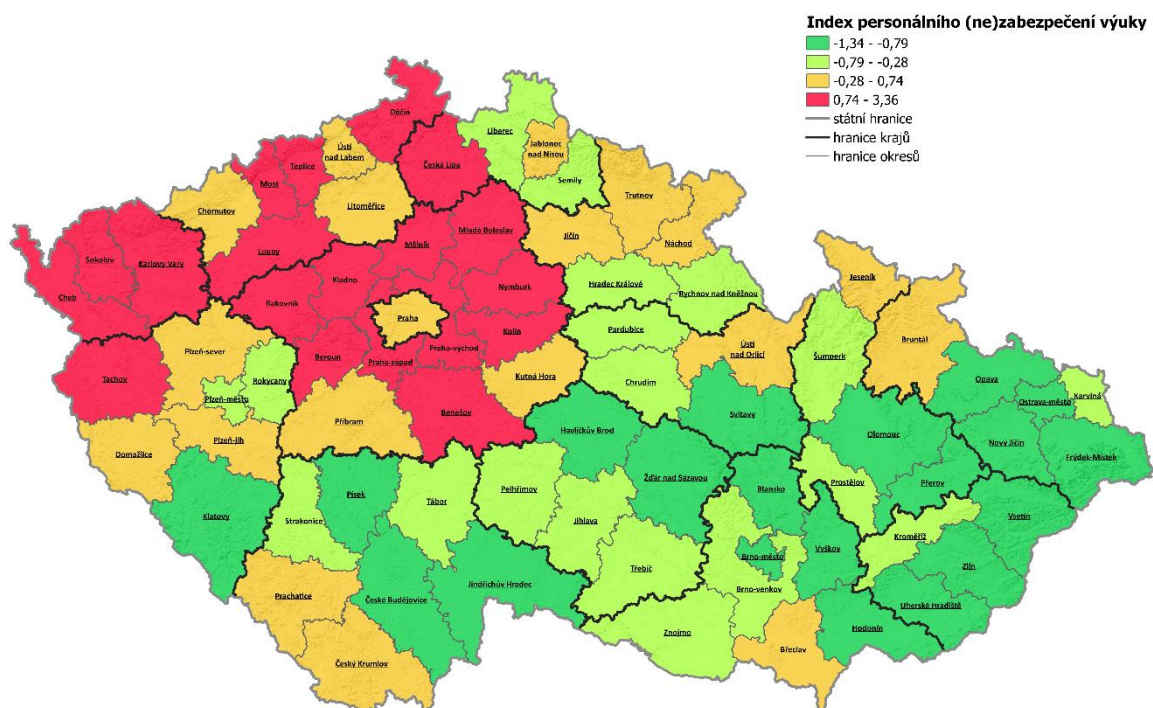 Index personálního (ne)zabezpečení výuky
-1,34 - -0,79
-0,79 - -0,28
-0,28 - 0,74
0,74 - 3,36
státní hranice
hranice krajů
hranice okresů
Děčín
Liberec
Ústí
nad Labem
Jablonec
nad Nisou
Teplice
Česká Lípa
Most
Semily
Trutnov
Chomutov
Litoměřice
Jičín
Náchod
Mělník
Mladá Boleslav
Louny
Sokolov
Karlovy Vary
Kladno
Nymburk
Hradec Králové
Rychnov nad Kněžnou
Jeseník
Cheb
Rakovník
Praha
Kolín
Pardubice
Bruntál
Plzeň-sever
Beroun
Praha-západ
Praha-východ
Ústí
nad Orlicí
Šumperk
Tachov
Rokycany
Kutná Hora
Chrudim
Opava
Plzeň-město
Ostrava-město
Karviná
Benešov
Svitavy
Příbram
Havlíčkův Brod
Olomouc
Nový Jičín
Plzeň-jih
Domažlice
Frýdek-Místek
Žďár nad Sázavou
Prostějov
Přerov
Klatovy
Písek
Tábor
Pelhřimov
Blansko
Strakonice
Jihlava
Vsetín
Kroměříž
Vyškov
Brno-město
Třebíč
Zlín
Jindřichův Hradec
Brno-venkov
Prachatice
České Budějovice
Uherské Hradiště
Hodonín
Znojmo
Břeclav
Český Krumlov